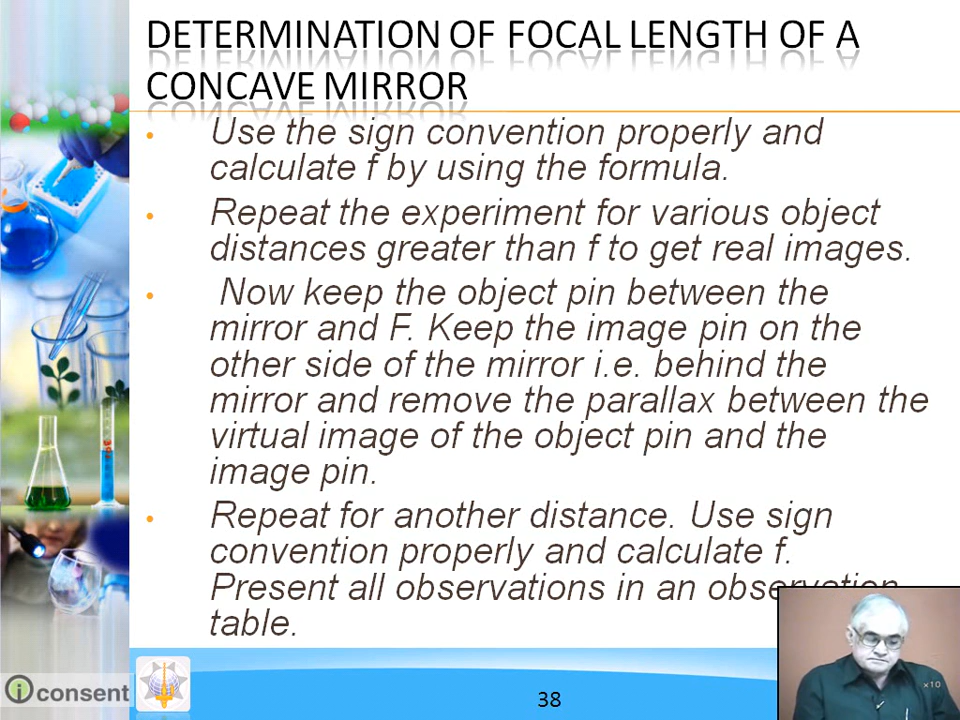 DETERMINATION OF FOCAL LENGTH OF A
CONCAVE MIRROR
• Use the sign convention properly and
calculate f by using the formula.
• Repeat the experiment for various object
distances greater than f to get real images.
• Now keep the object pin between the
mirror and F. Keep the image pin on the
other side of the mirror i.e. behind the
mirror and remove the parallax between the
virtual image of the object pin and the
image pin.
• Repeat for another distance. Use sign
convention properly and calculate f.
Present all observations in an observation
table.
×10
i consent
38